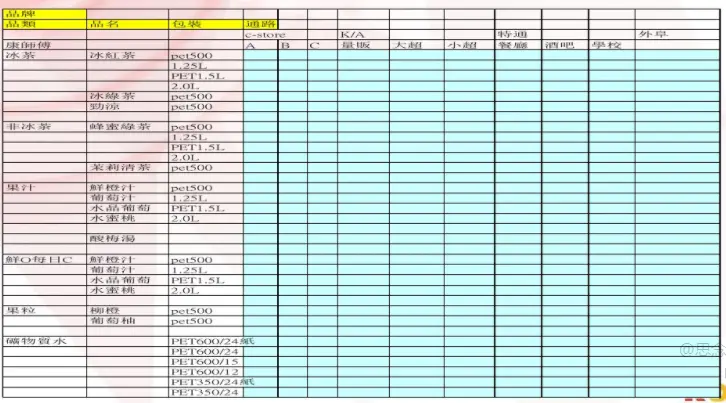 品牌
品類 品名 包裝 通路
c-store K/A 特通 外阜
康師傅 A B C 量販 大超 小超 餐廳 酒吧 學校
冰茶 冰紅茶 pet500
1.25L
PET1.5L
2.0L
冰綠茶 pet500
勁涼 pet500
非冰茶 蜂蜜綠茶 pet500
1.25L
PET1.5L
2.0L
茉莉清茶 pet500
果汁 鮮橙汁 pet500
葡萄汁 1.25L
水晶葡萄 PET1.5L
水蜜桃 2.0L
酸梅湯
鮮O每日C 鮮橙汁 pet500
葡萄汁 1.25L
水晶葡萄 PET1.5L
水蜜桃 2.0L
果粒 柳橙 pet500
葡萄柚 pet500
礦物質水 PET600/24紙
PET600/24
PET600/15
PET600/12
PET350/24紙
PET350/24